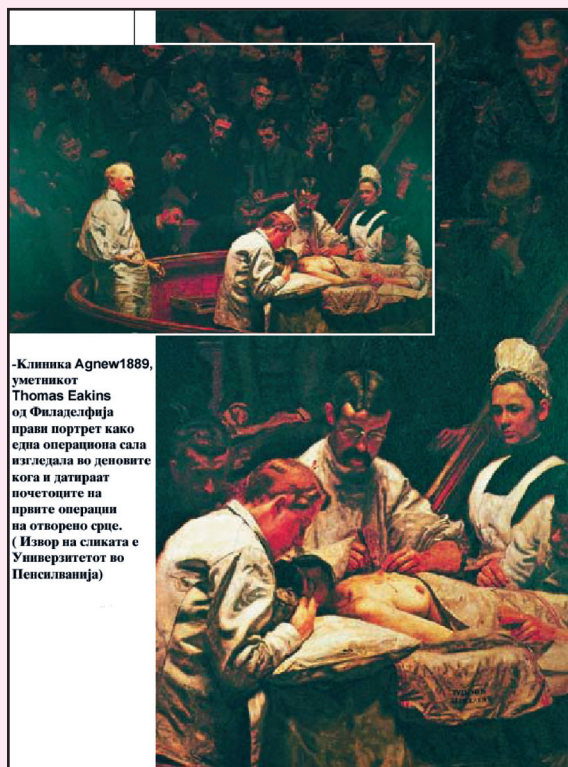 -Клиника Agnew1889,
уметникот
Thomas Eakins
од Филаделфија
прави портрет како
една операциона сала
изгледала во деновите
кога и датираат
почетоците на
првите операции
на отворено срце.
( Извор на сликата е
Универзитетот во
Пенсилванија)